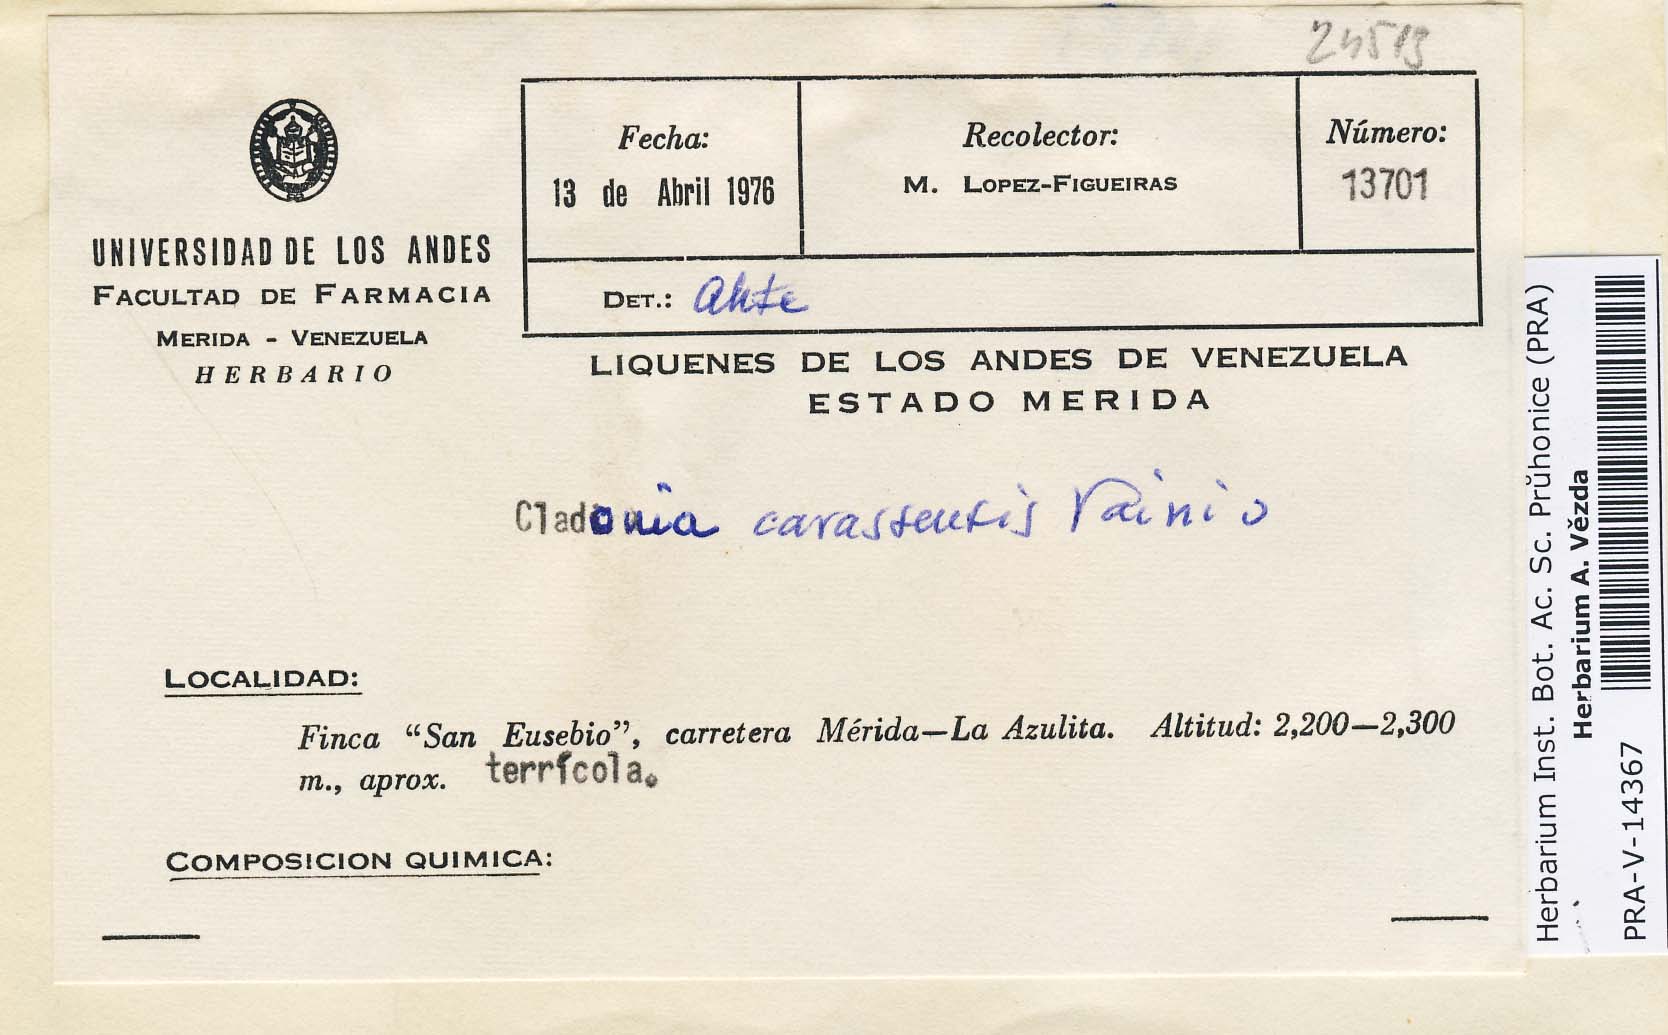 24513
Fecha:
13 de Abril 1976
Recolector:
M. LOPEZ-FIGUEIRAS
Número:
13701
DET.: Ahte
UNIVERSIDAD DE LOS ANDES
FACULTAD DE FARMACIA
MERIDA - VENEZUELA
HERBARIO
LIQUENES DE LOS ANDES DE VENEZUELA
ESTADO MERIDA
Cladonia carassensis Vainio
LOCALIDAD:
Finca “San Eusebio”, carretera Mérida—La Azulita. Altitud: 2,200—2,300
m., aprox. terrícola.
COMPOSICION QUIMICA:
Herbarium Inst. Bot. Ac. Sc. Průhonice (PRA)
Herbarium A. Vězda
PRA-V-14367